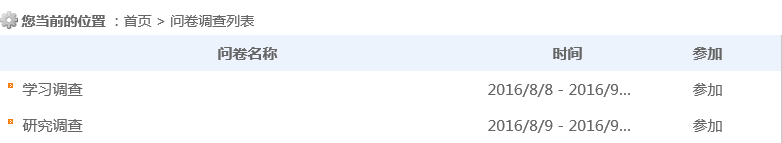 您当前的位置 ：首页 > 问卷调查列表
问卷名称 时间 参加
学习调查 2016/8/8 - 2016/9... 参加
研究调查 2016/8/9 - 2016/9... 参加